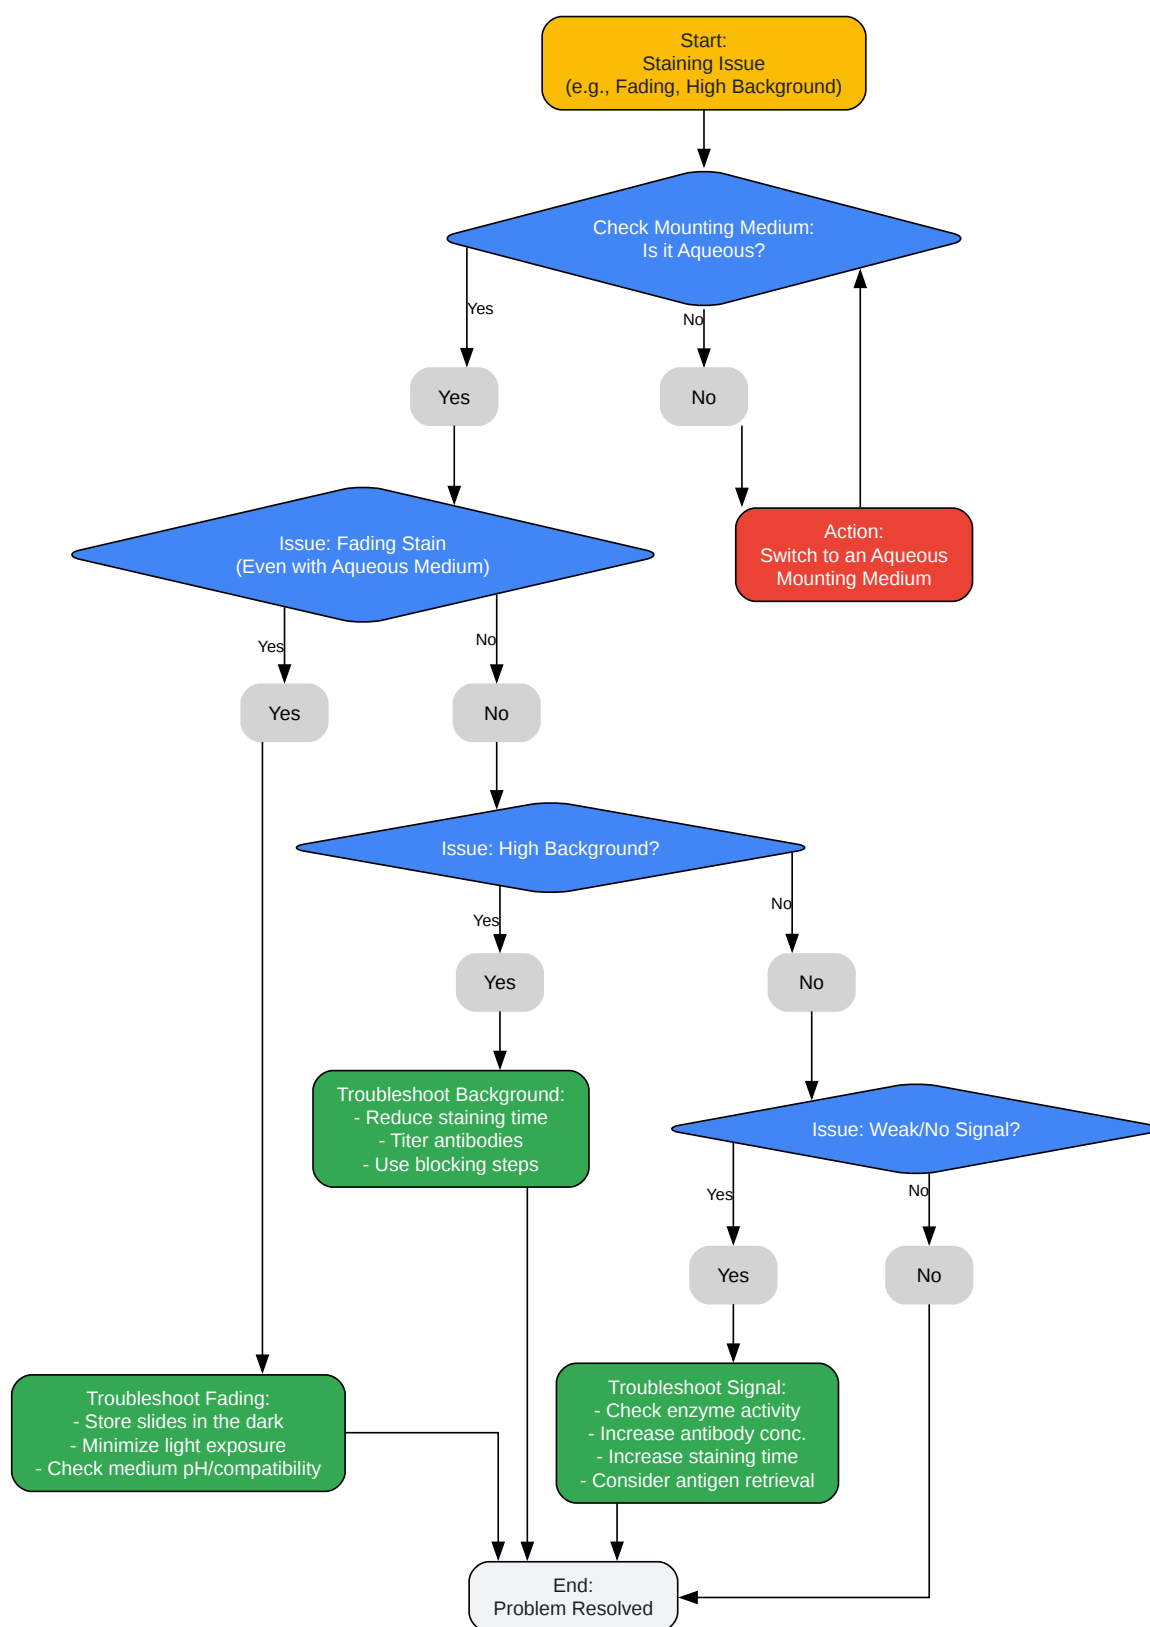 Start:
Staining Issue
(e.g., Fading, High Background)
Check Mounting Medium:
Is it Aqueous?
Yes
No
Yes
No
Action:
Switch to an Aqueous
Mounting Medium
Issue: Fading Stain
(Even with Aqueous Medium)
Yes
No
Yes
No
Issue: High Background?
Yes
No
Yes
No
Troubleshoot Background:
- Reduce staining time
- Titer antibodies
- Use blocking steps
Issue: Weak/No Signal?
Yes
No
Yes
No
Troubleshoot Fading:
- Store slides in the dark
- Minimize light exposure
- Check medium pH/compatibility
Troubleshoot Signal:
- Check enzyme activity
- Increase antibody conc.
- Increase staining time
- Consider antigen retrieval
End:
Problem Resolved